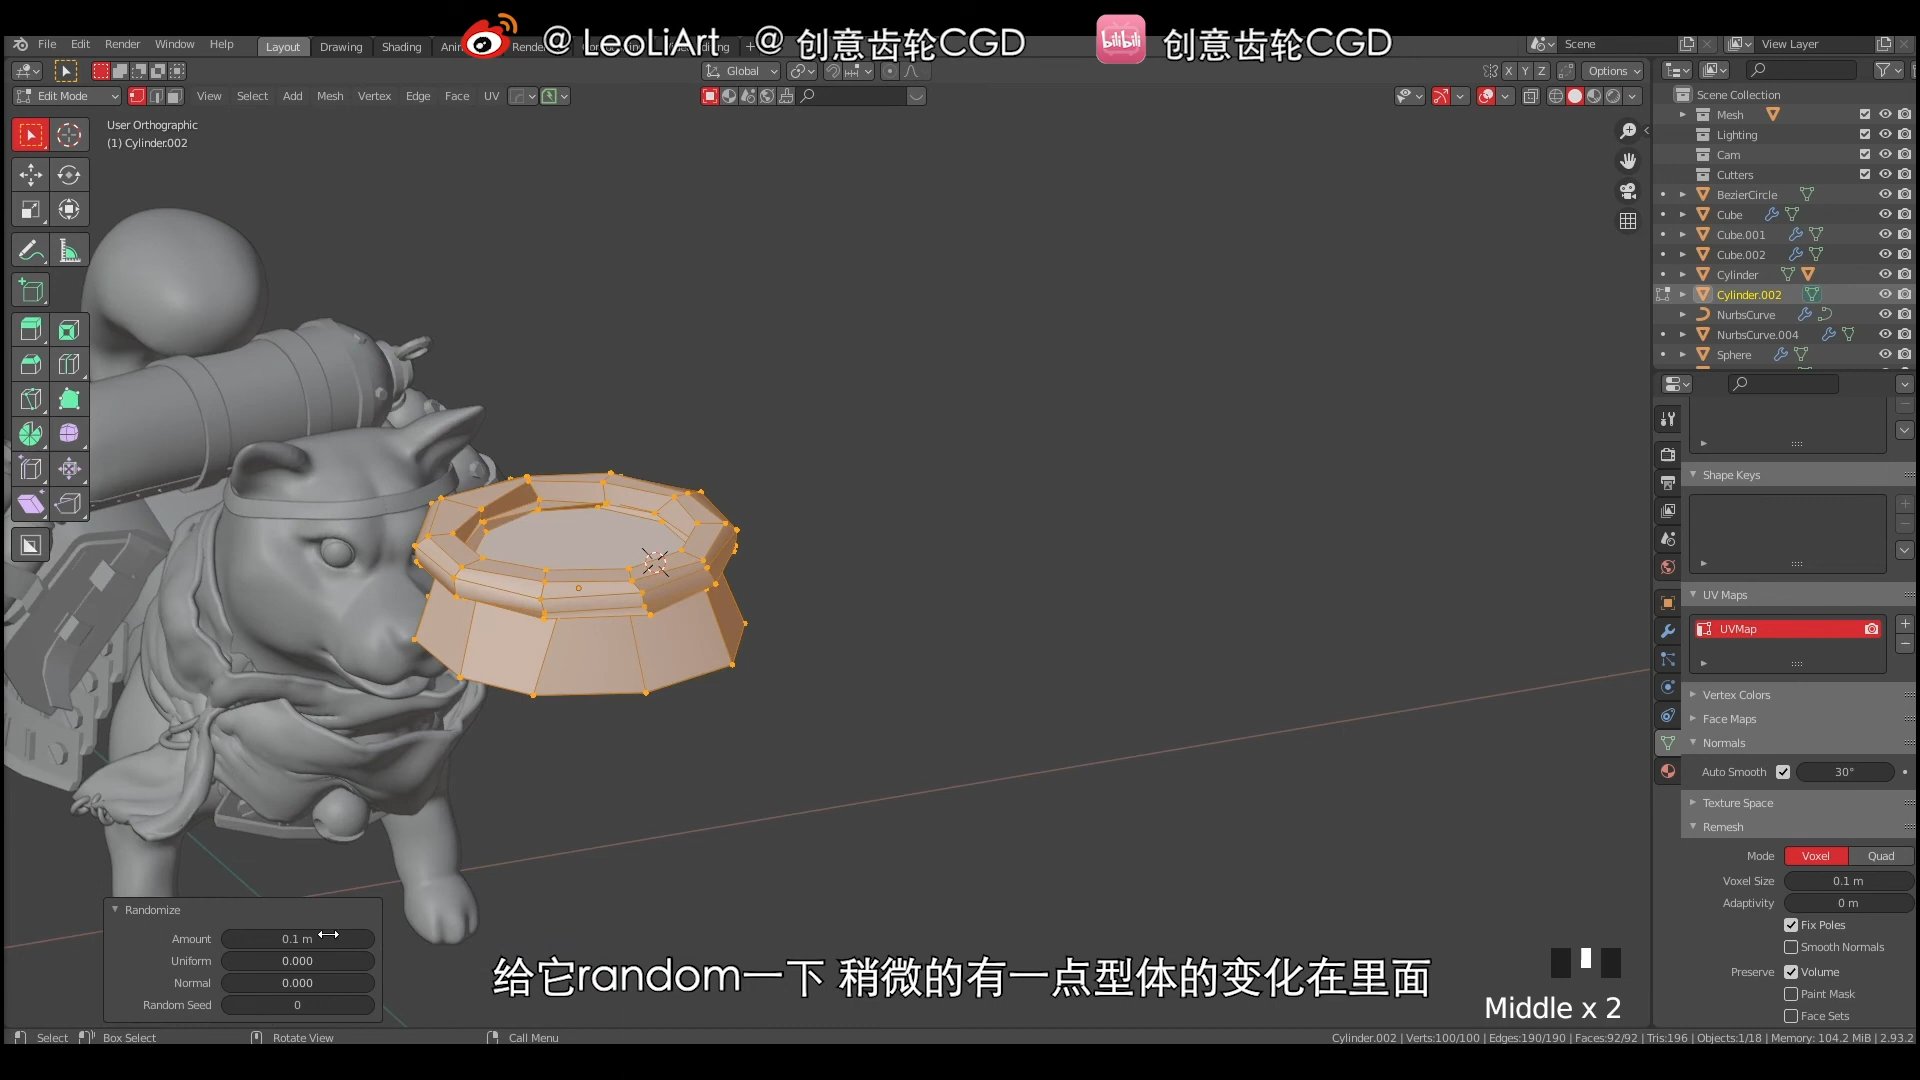 @ LeoLiArt @ 创意齿轮CGD bilibili 创意齿轮CGD
File Edit Render Window Help Layout Drawing Shading
Scene View Layer
Global Options
X Y Z
Edit Mode View Select Add Mesh Vertex Edge Face UV
User Orthographic
(1) Cylinder.002
Scene Collection
Mesh
Lighting
Cam
Cutters
BezierCircle
Cube
Cube.001
Cube.002
Cylinder
Cylinder.002
NurbsCurve
NurbsCurve.004
Sphere
Shape Keys
UV Maps
UVMap
Vertex Colors
Face Maps
Normals
Auto Smooth 30°
Texture Space
Remesh
Mode Voxel Quad
Voxel Size 0.1 m
Adaptivity 0 m
Fix Poles
Smooth Normals
Preserve Volume
Paint Mask
Face Sets
Randomize
Amount 0.1 m
Uniform 0.000
Normal 0.000
Random Seed 0
给它random一下 稍微的有一点型体的变化在里面
Middle x 2
Select Box Select Rotate View Call Menu
Cylinder.002 | Verts:100/100 | Edges:190/190 | Faces:92/92 | Tris:196 | Objects:1/18 | Memory: 104.2 MiB | 2.93.2